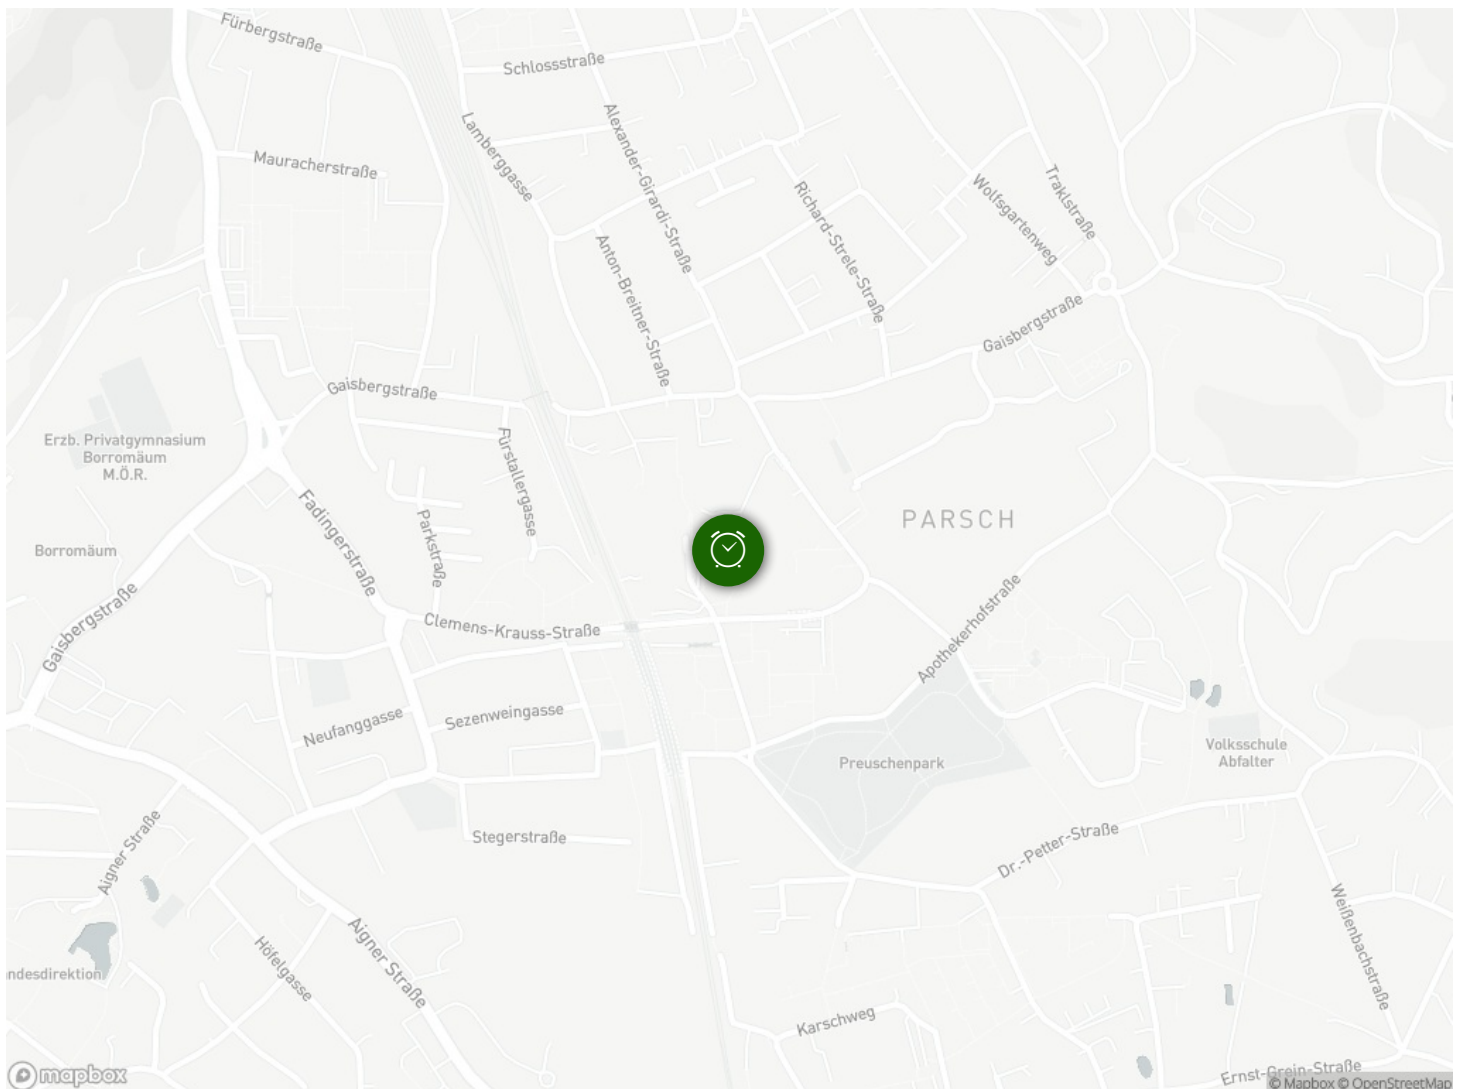 Fürbergstraße
Schlossstraße
Lamberggasse
Alexander-Girardi-Straße
Mauracherstraße
Richard-Strele-Straße
Wolfsgartenweg
Traklstraße
Anton-Breitner-Straße
Gaisbergstraße
Gaisbergstraße
Erzb. Privatgymnasium
Borromäum
M.Ö.R.
Fürstallergasse
Fadingerstraße
Parkstraße
PARSCH
Borromäum
Gaisbergstraße
Clemens-Krauss-Straße
Apothekerhofstraße
Neufanggasse
Sezenweingasse
Preuschenpark
Volksschule
Abfalter
Aigner Straße
Stegerstraße
Dr.-Petter-Straße
Weißenbachstraße
Höfelgasse
Aigner Straße
ndesdirektion
Karschweg
Ernst-Grein-Straße
mapbox
© Mapbox © OpenStreetMap